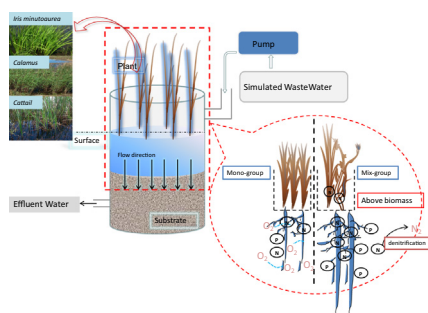 Iris minutoaurea
Calamus
Cattail
Plant
Pump
Simulated WasteWater
Surface
Flow direction
Effluent Water
Substrate
Mono-group
Mix-group
Above biomass
N
N
N
P
N
P
O2
O2
O2
O2
P
N
P
N
P
N
P
N2
denitrification